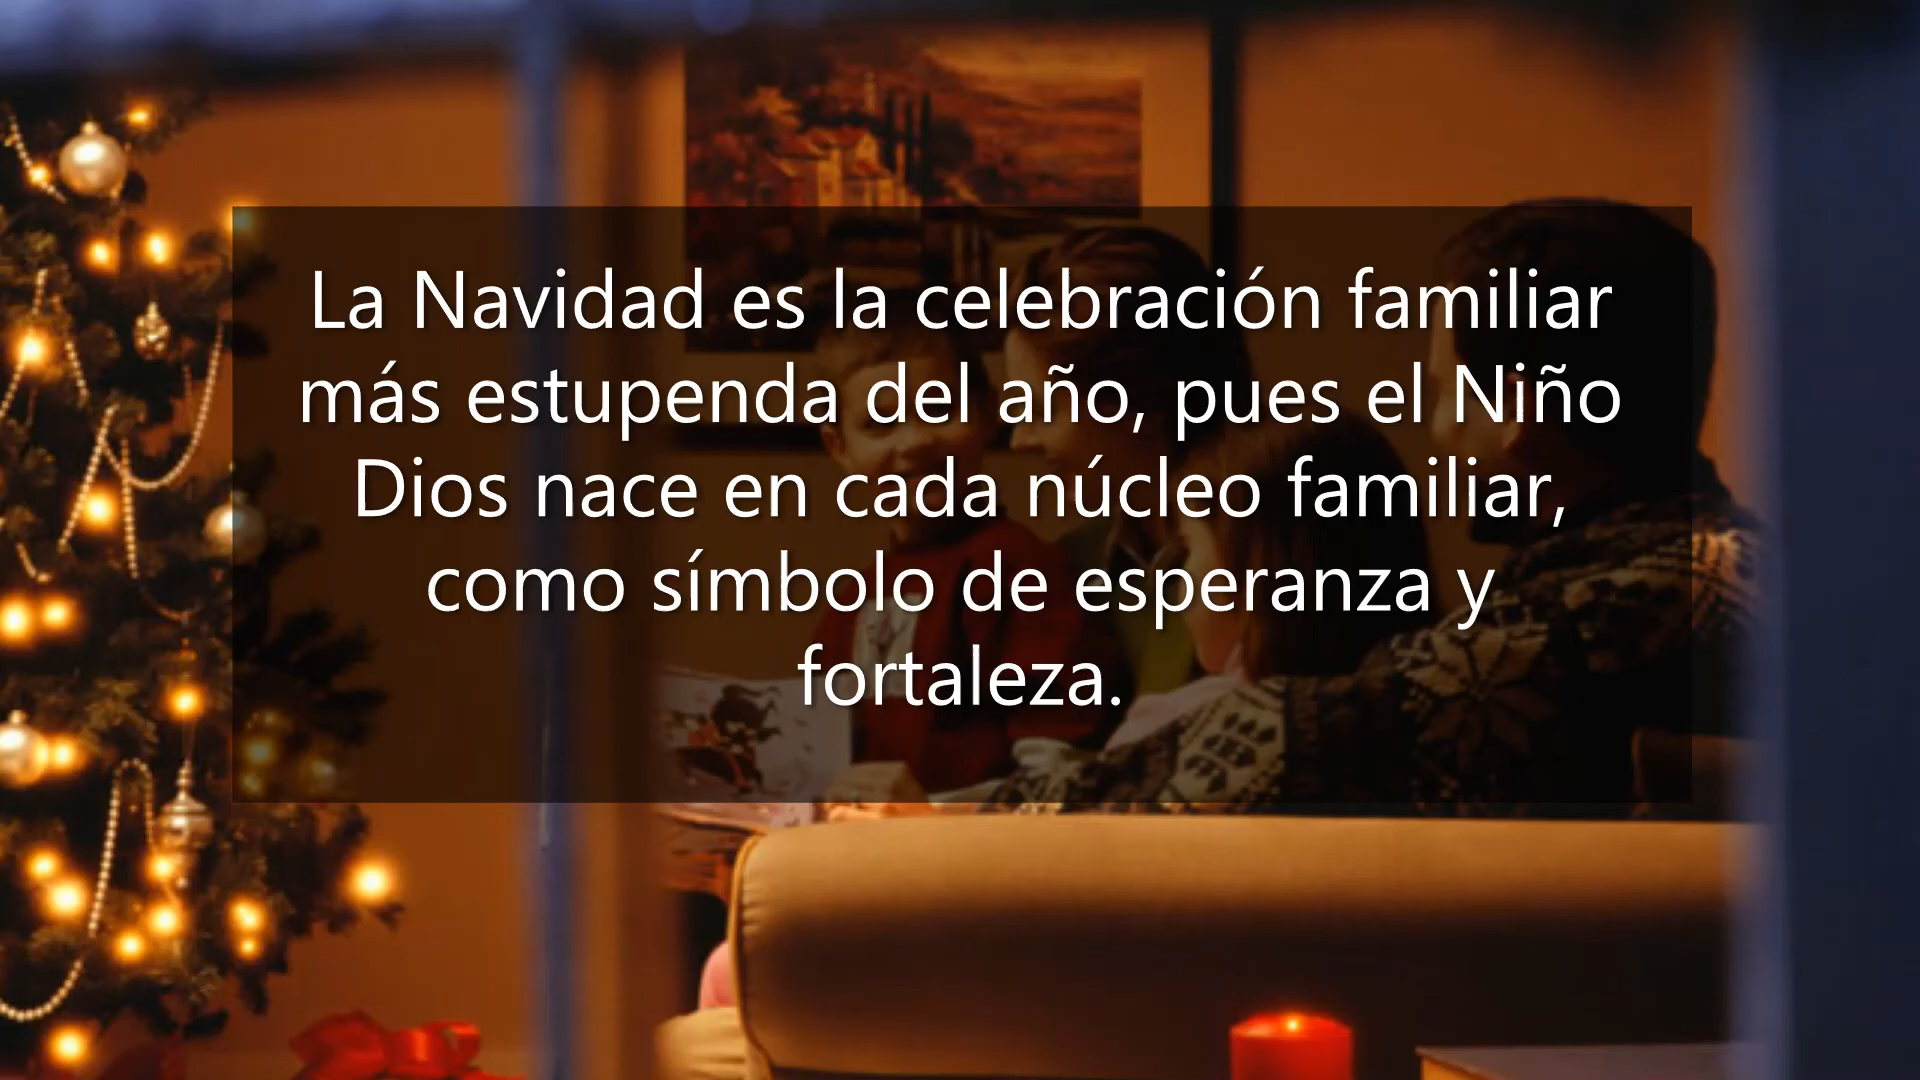 La Navidad es la celebración familiar
más estupenda del año, pues el Niño
Dios nace en cada núcleo familiar,
como símbolo de esperanza y
fortaleza.